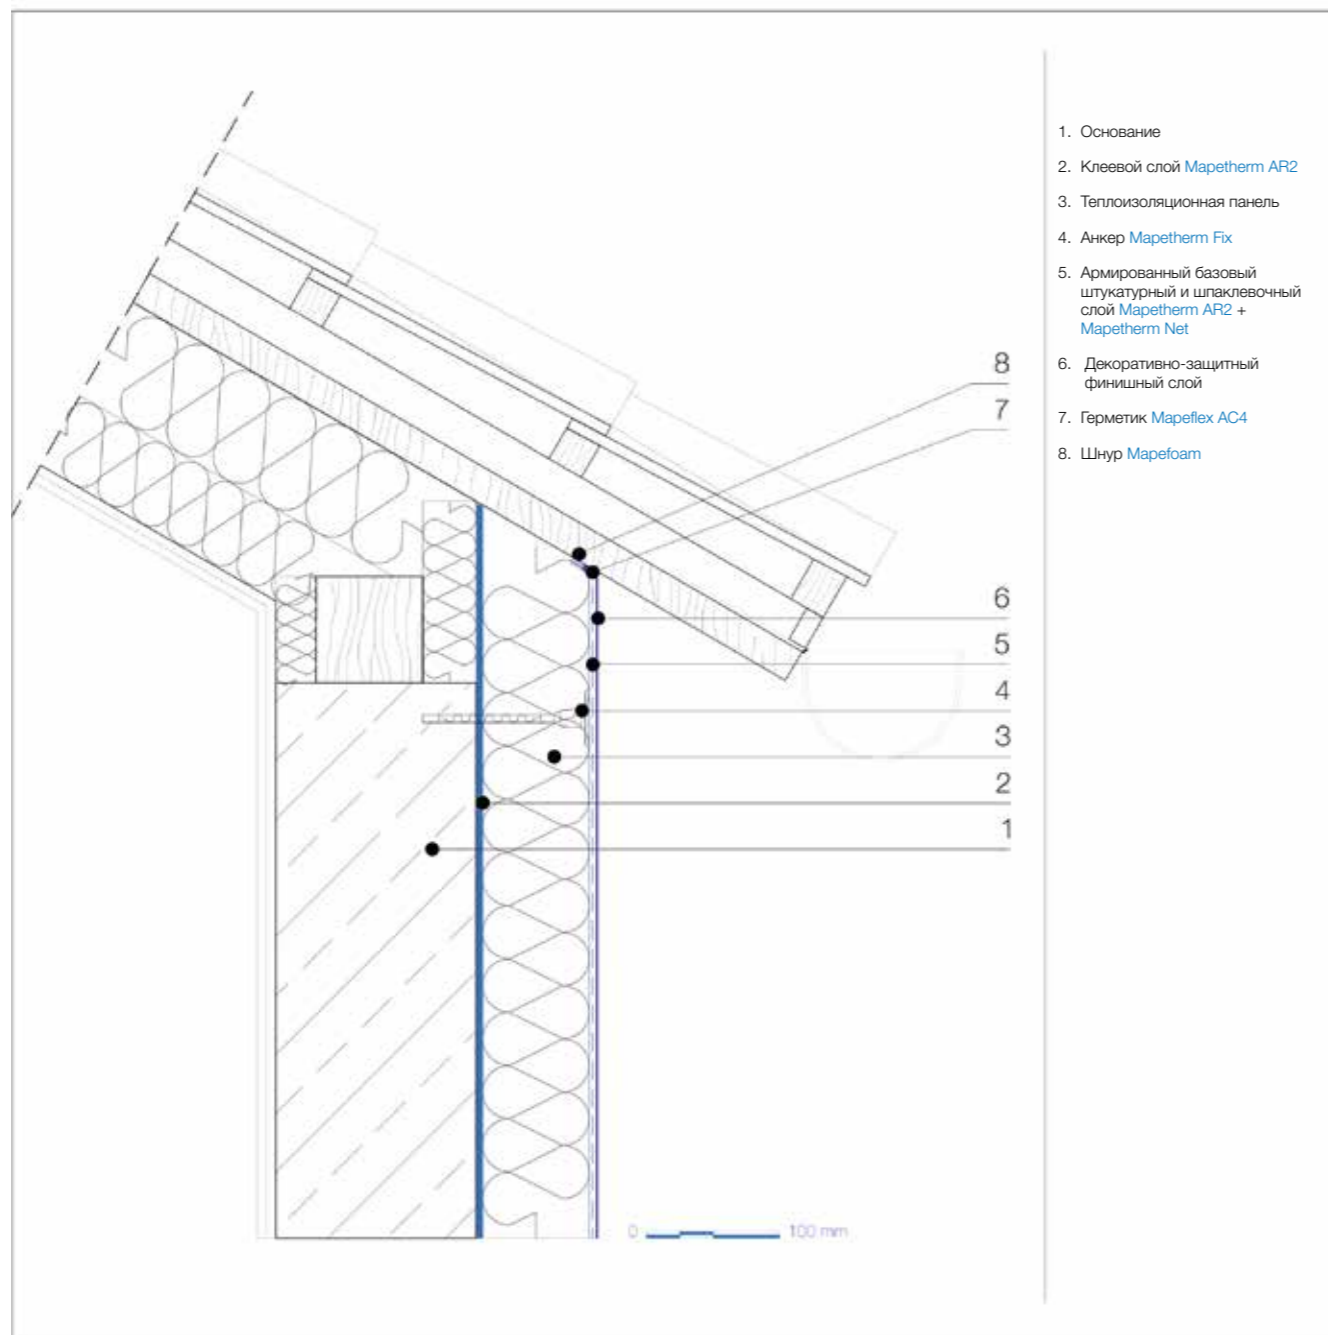 1. Основание
2. Клеевой слой Mapetherm AR2
3. Теплоизоляционная панель
4. Анкер Mapetherm Fix
5. Армированный базовый
штукатурный и шпаклевочный
слой Mapetherm AR2 +
Mapetherm Net
6. Декоративно-защитный
финишный слой
7. Герметик Mapeflex AC4
8. Шнур Mapefoam
8
7
6
5
4
3
2
1
0 100 mm